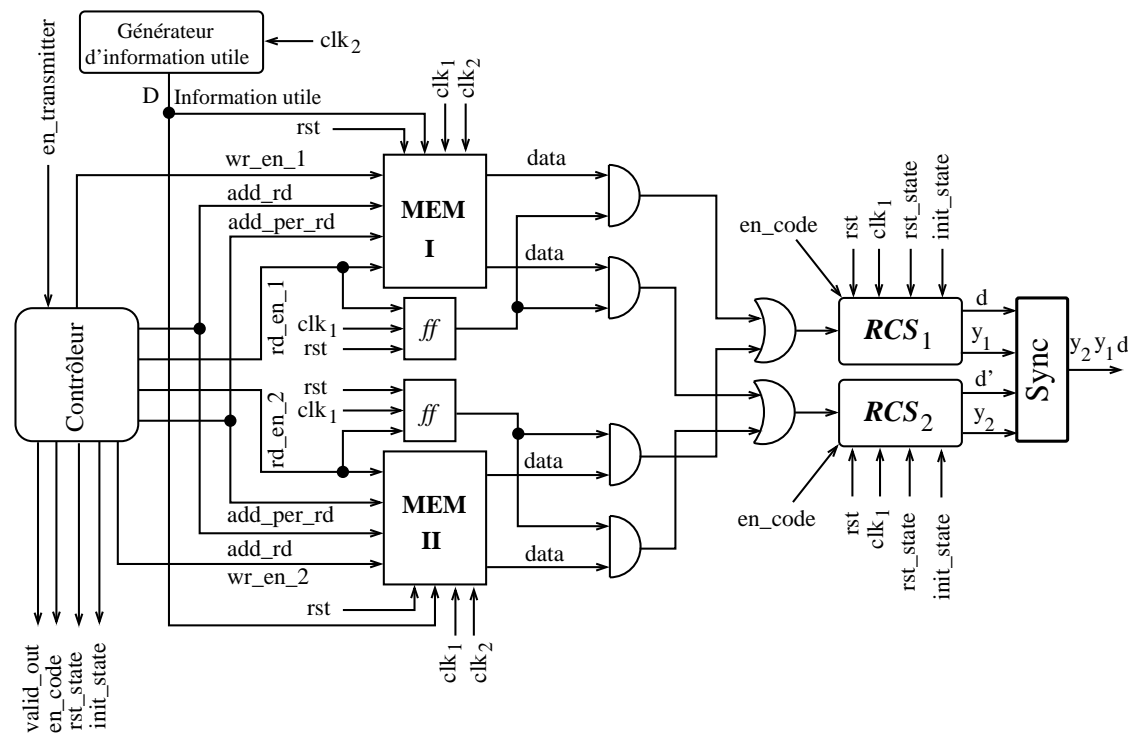 Générateur
d'information utile
clk2
en_transmitter
D
Information utile
rst
clk1
clk2
wr_en_1
add_rd
add_per_rd
rd_en_1
MEM
I
data
data
clk1
rst
ff
Contrôleur
rst
clk1
ff
rd_en_2
MEM
II
data
data
add_per_rd
add_rd
wr_en_2
rst
clk1
clk2
valid_out
en_code
rst_state
init_state
en_code
rst
clk1
rst_state
init_state
RCS1
d
y1
RCS2
d'
y2
Sync
y2 y1 d
en_code
rst
clk1
rst_state
init_state